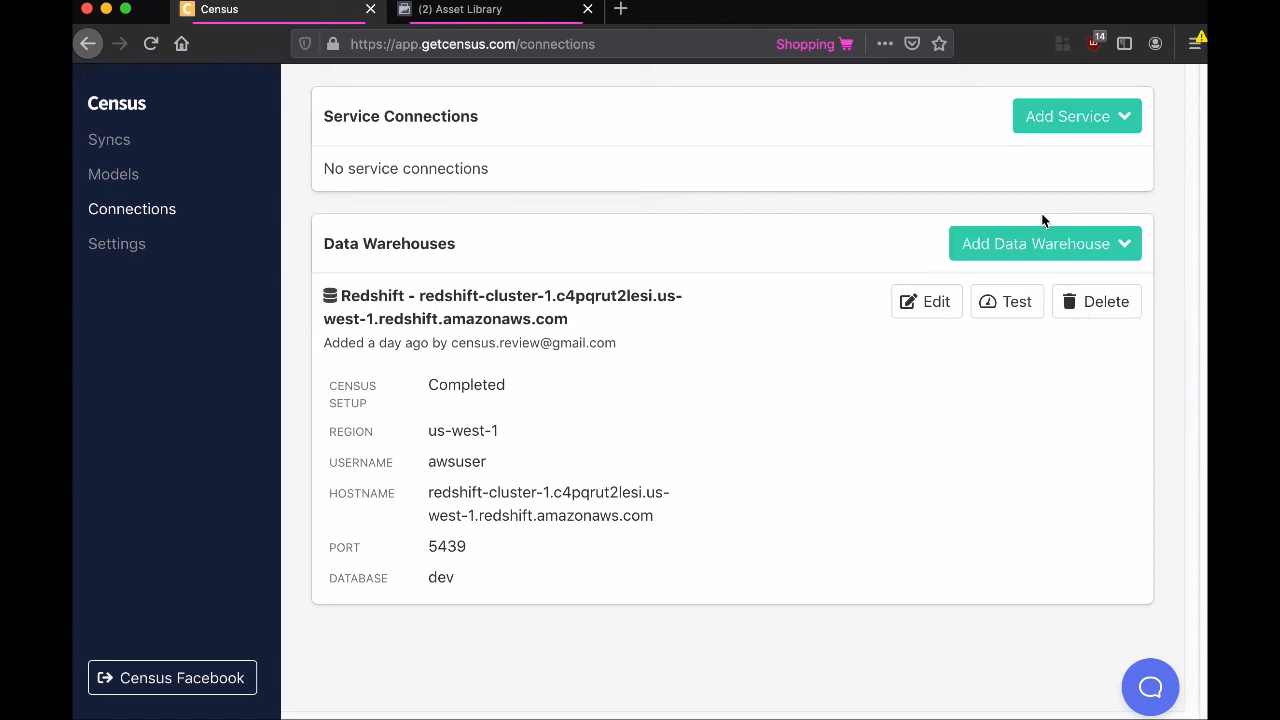 Census
(2) Asset Library
https://app.getcensus.com/connections
Shopping
14
Census
Syncs
Models
Connections
Settings
Census Facebook
Service Connections
Add Service
No service connections
Data Warehouses
Add Data Warehouse
Redshift - redshift-cluster-1.c4pqrut2lesi.us-
west-1.redshift.amazonaws.com
Edit
Test
Delete
Added a day ago by census.review@gmail.com
CENSUS
SETUP
Completed
REGION
us-west-1
USERNAME
awsuser
HOSTNAME
redshift-cluster-1.c4pqrut2lesi.us-
west-1.redshift.amazonaws.com
PORT
5439
DATABASE
dev